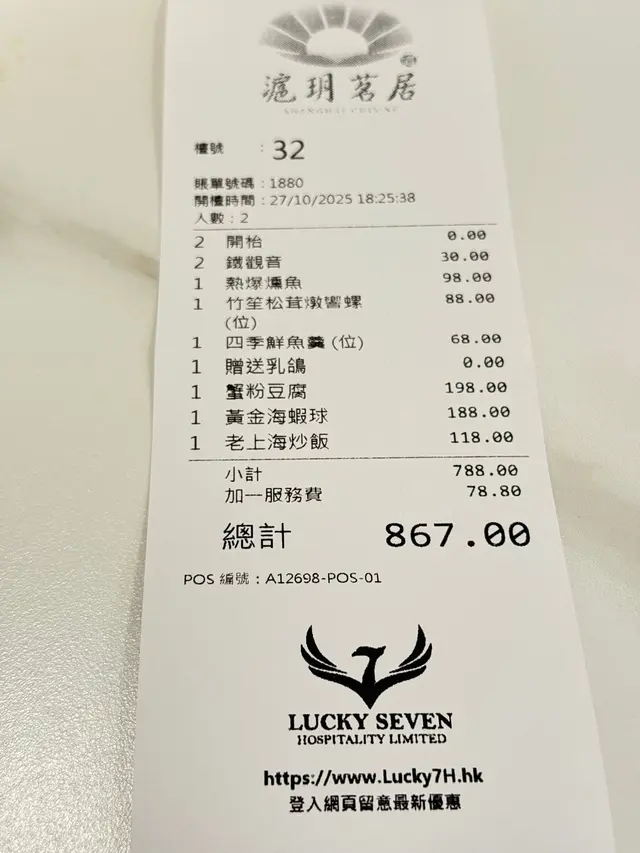 滬玥茗居
SHANGHAI CUISINE
檯號 : 32
賬單號碼 : 1880
開檯時間 : 27/10/2025 18:25:38
人數 : 2
2 開枱 0.00
2 鐵觀音 30.00
1 熱爆燻魚 98.00
1 竹笙松茸燉響螺 88.00
(位)
1 四季鮮魚羹 (位) 68.00
1 贈送乳鴿 0.00
1 蟹粉豆腐 198.00
1 黃金海蝦球 188.00
1 老上海炒飯 118.00
小計 788.00
加一服務費 78.80
總計 867.00
POS 編號 : A12698-POS-01
LUCKY SEVEN
HOSPITALITY LIMITED
https://www.Lucky7H.hk
登入網頁留意最新優惠